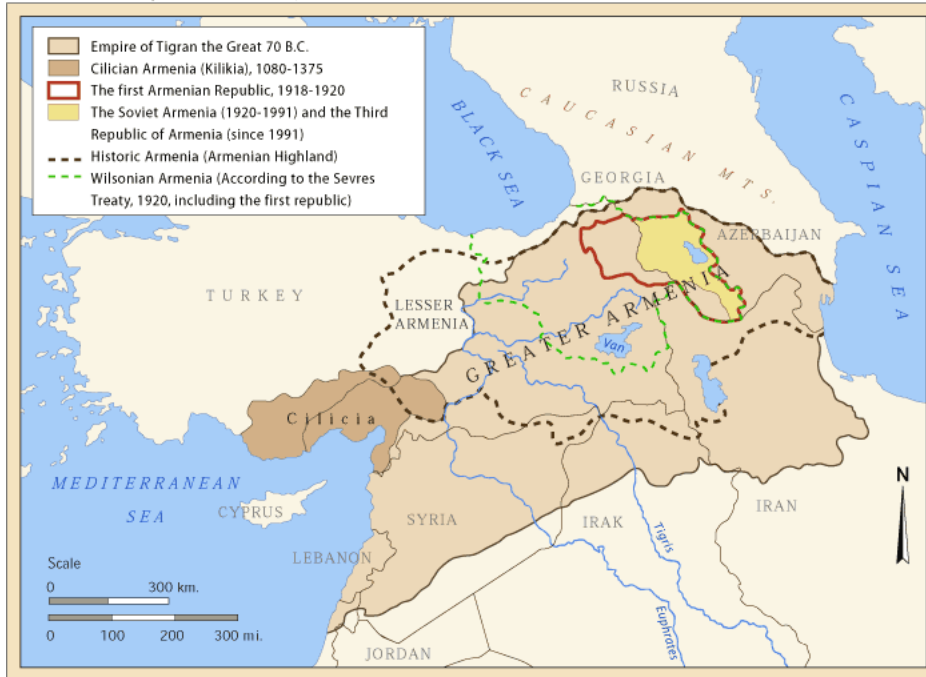 Empire of Tigran the Great 70 B.C.
Cilician Armenia (Kilikia), 1080-1375
The first Armenian Republic, 1918-1920
The Soviet Armenia (1920-1991) and the Third
Republic of Armenia (since 1991)
Historic Armenia (Armenian Highland)
Wilsonian Armenia (According to the Sevres
Treaty, 1920, including the first republic)
RUSSIA
CAUCASIAN MTS.
BLACK SEA
CASPIAN SEA
GEORGIA
AZERBAIJAN
TURKEY
LESSER
ARMENIA
GREATER ARMENIA
Van
Cilicia
MEDITERRANEAN
SEA
CYPRUS
SYRIA
IRAK
IRAN
N
Tigris
LEBANON
Euphrates
JORDAN
Scale
0 300 km.
0 100 200 300 mi.